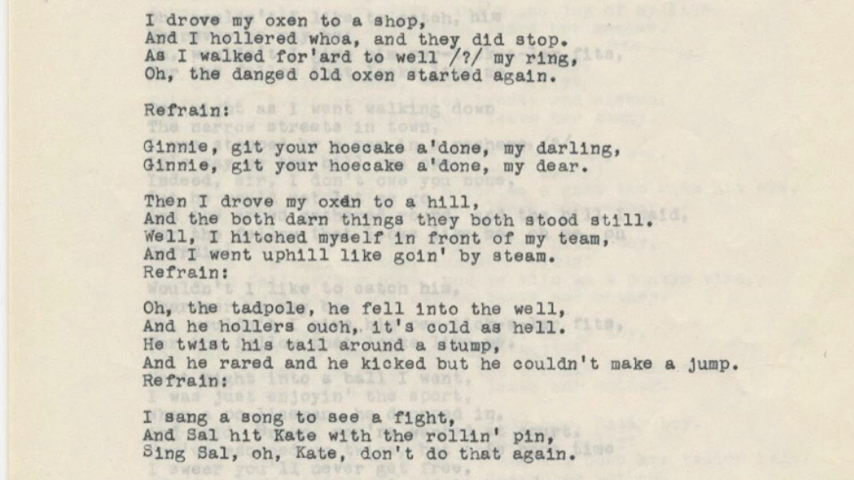 I drove my oxen to a shop,
And I hollered whoa, and they did stop.
As I walked for'ard to well /?/ my ring,
Oh, the danged old oxen started again.
Refrain:
Ginnie, git your hoecake a'done, my darling,
Ginnie, git your hoecake a'done, my dear.
Then I drove my oxen to a hill,
And the both darn things they both stood still.
Well, I hitched myself in front of my team,
And I went uphill like goin' by steam.
Refrain:
Oh, the tadpole, he fell into the well,
And he hollers ouch, it's cold as hell.
He twist his tail around a stump,
And he rared and he kicked but he couldn't make a jump.
Refrain:
I sang a song to see a fight,
And Sal hit Kate with the rollin' pin,
Sing Sal, oh, Kate, don't do that again.